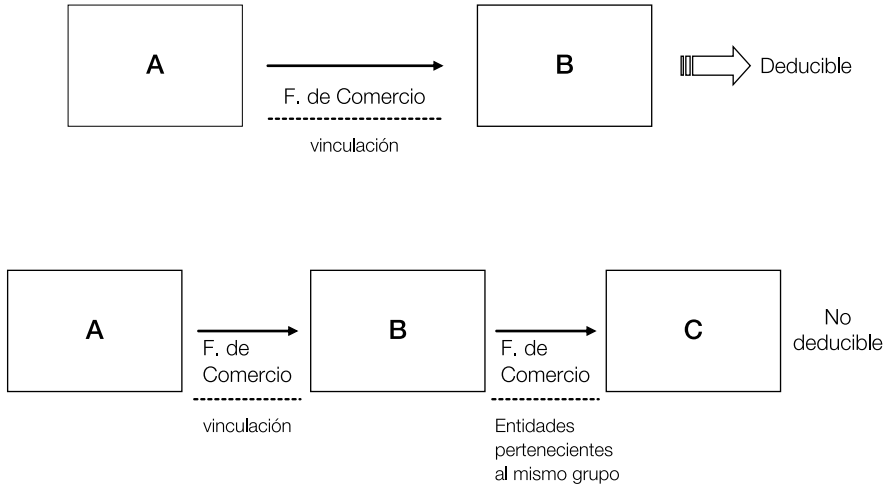 A
F. de Comercio
vinculación
B
Deducible
A
F. de
Comercio
vinculación
B
F. de
Comercio
Entidades
pertenecientes
al mismo grupo
C
No
deducible